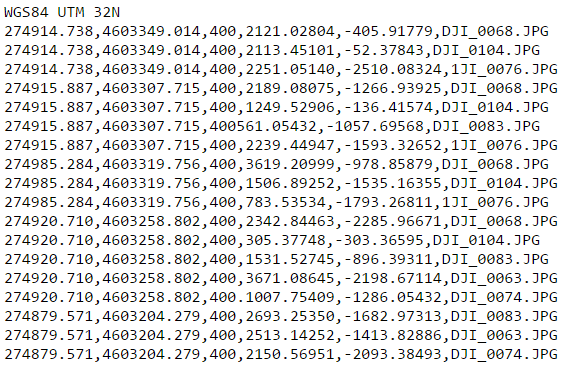 WGS84 UTM 32N
274914.738,4603349.014,400,2121.02804,-405.91779,DJI_0068.JPG
274914.738,4603349.014,400,2113.45101,-52.37843,DJI_0104.JPG
274914.738,4603349.014,400,2251.05140,-2510.08324,1JI_0076.JPG
274915.887,4603307.715,400,2189.08075,-1266.93925,DJI_0068.JPG
274915.887,4603307.715,400,1249.52906,-136.41574,DJI_0104.JPG
274915.887,4603307.715,400561.05432,-1057.69568,DJI_0083.JPG
274915.887,4603307.715,400,2239.44947,-1593.32652,1JI_0076.JPG
274985.284,4603319.756,400,3619.20999,-978.85879,DJI_0068.JPG
274985.284,4603319.756,400,1506.89252,-1535.16355,DJI_0104.JPG
274985.284,4603319.756,400,783.53534,-1793.26811,1JI_0076.JPG
274920.710,4603258.802,400,2342.84463,-2285.96671,DJI_0068.JPG
274920.710,4603258.802,400,305.37748,-303.36595,DJI_0104.JPG
274920.710,4603258.802,400,1531.52745,-896.39311,DJI_0083.JPG
274920.710,4603258.802,400,3671.08645,-2198.67114,DJI_0063.JPG
274920.710,4603258.802,400,1007.75409,-1286.05432,DJI_0074.JPG
274879.571,4603204.279,400,2693.25350,-1682.97313,DJI_0083.JPG
274879.571,4603204.279,400,2513.14252,-1413.82886,DJI_0063.JPG
274879.571,4603204.279,400,2150.56951,-2093.38493,DJI_0074.JPG